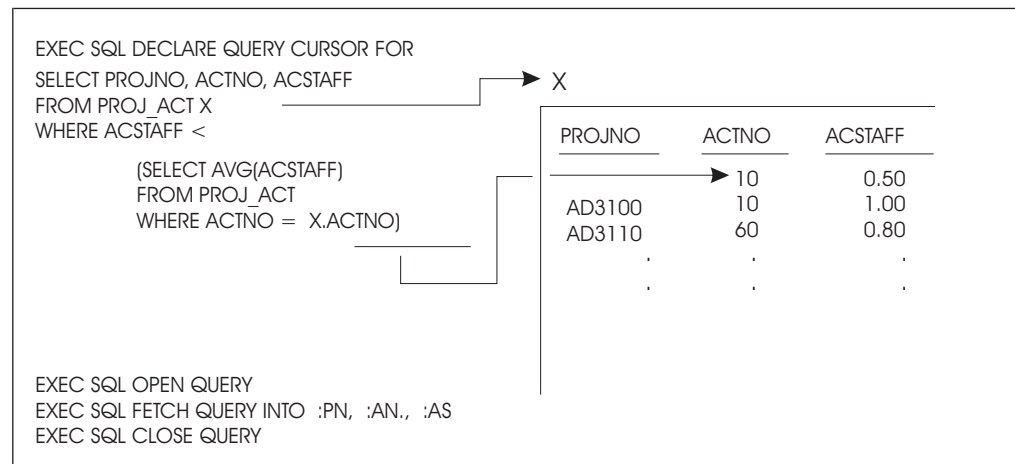 EXEC SQL DECLARE QUERY CURSOR FOR
SELECT PROJNO, ACTNO, ACSTAFF
FROM PROJ_ACT X
WHERE ACSTAFF <
(SELECT AVG(ACSTAFF)
FROM PROJ_ACT
WHERE ACTNO = X.ACTNO)
X
PROJNO ACTNO ACSTAFF
10 0.50
AD3100 10 1.00
AD3110 60 0.80
. . .
. . .
EXEC SQL OPEN QUERY
EXEC SQL FETCH QUERY INTO :PN, :AN., :AS
EXEC SQL CLOSE QUERY